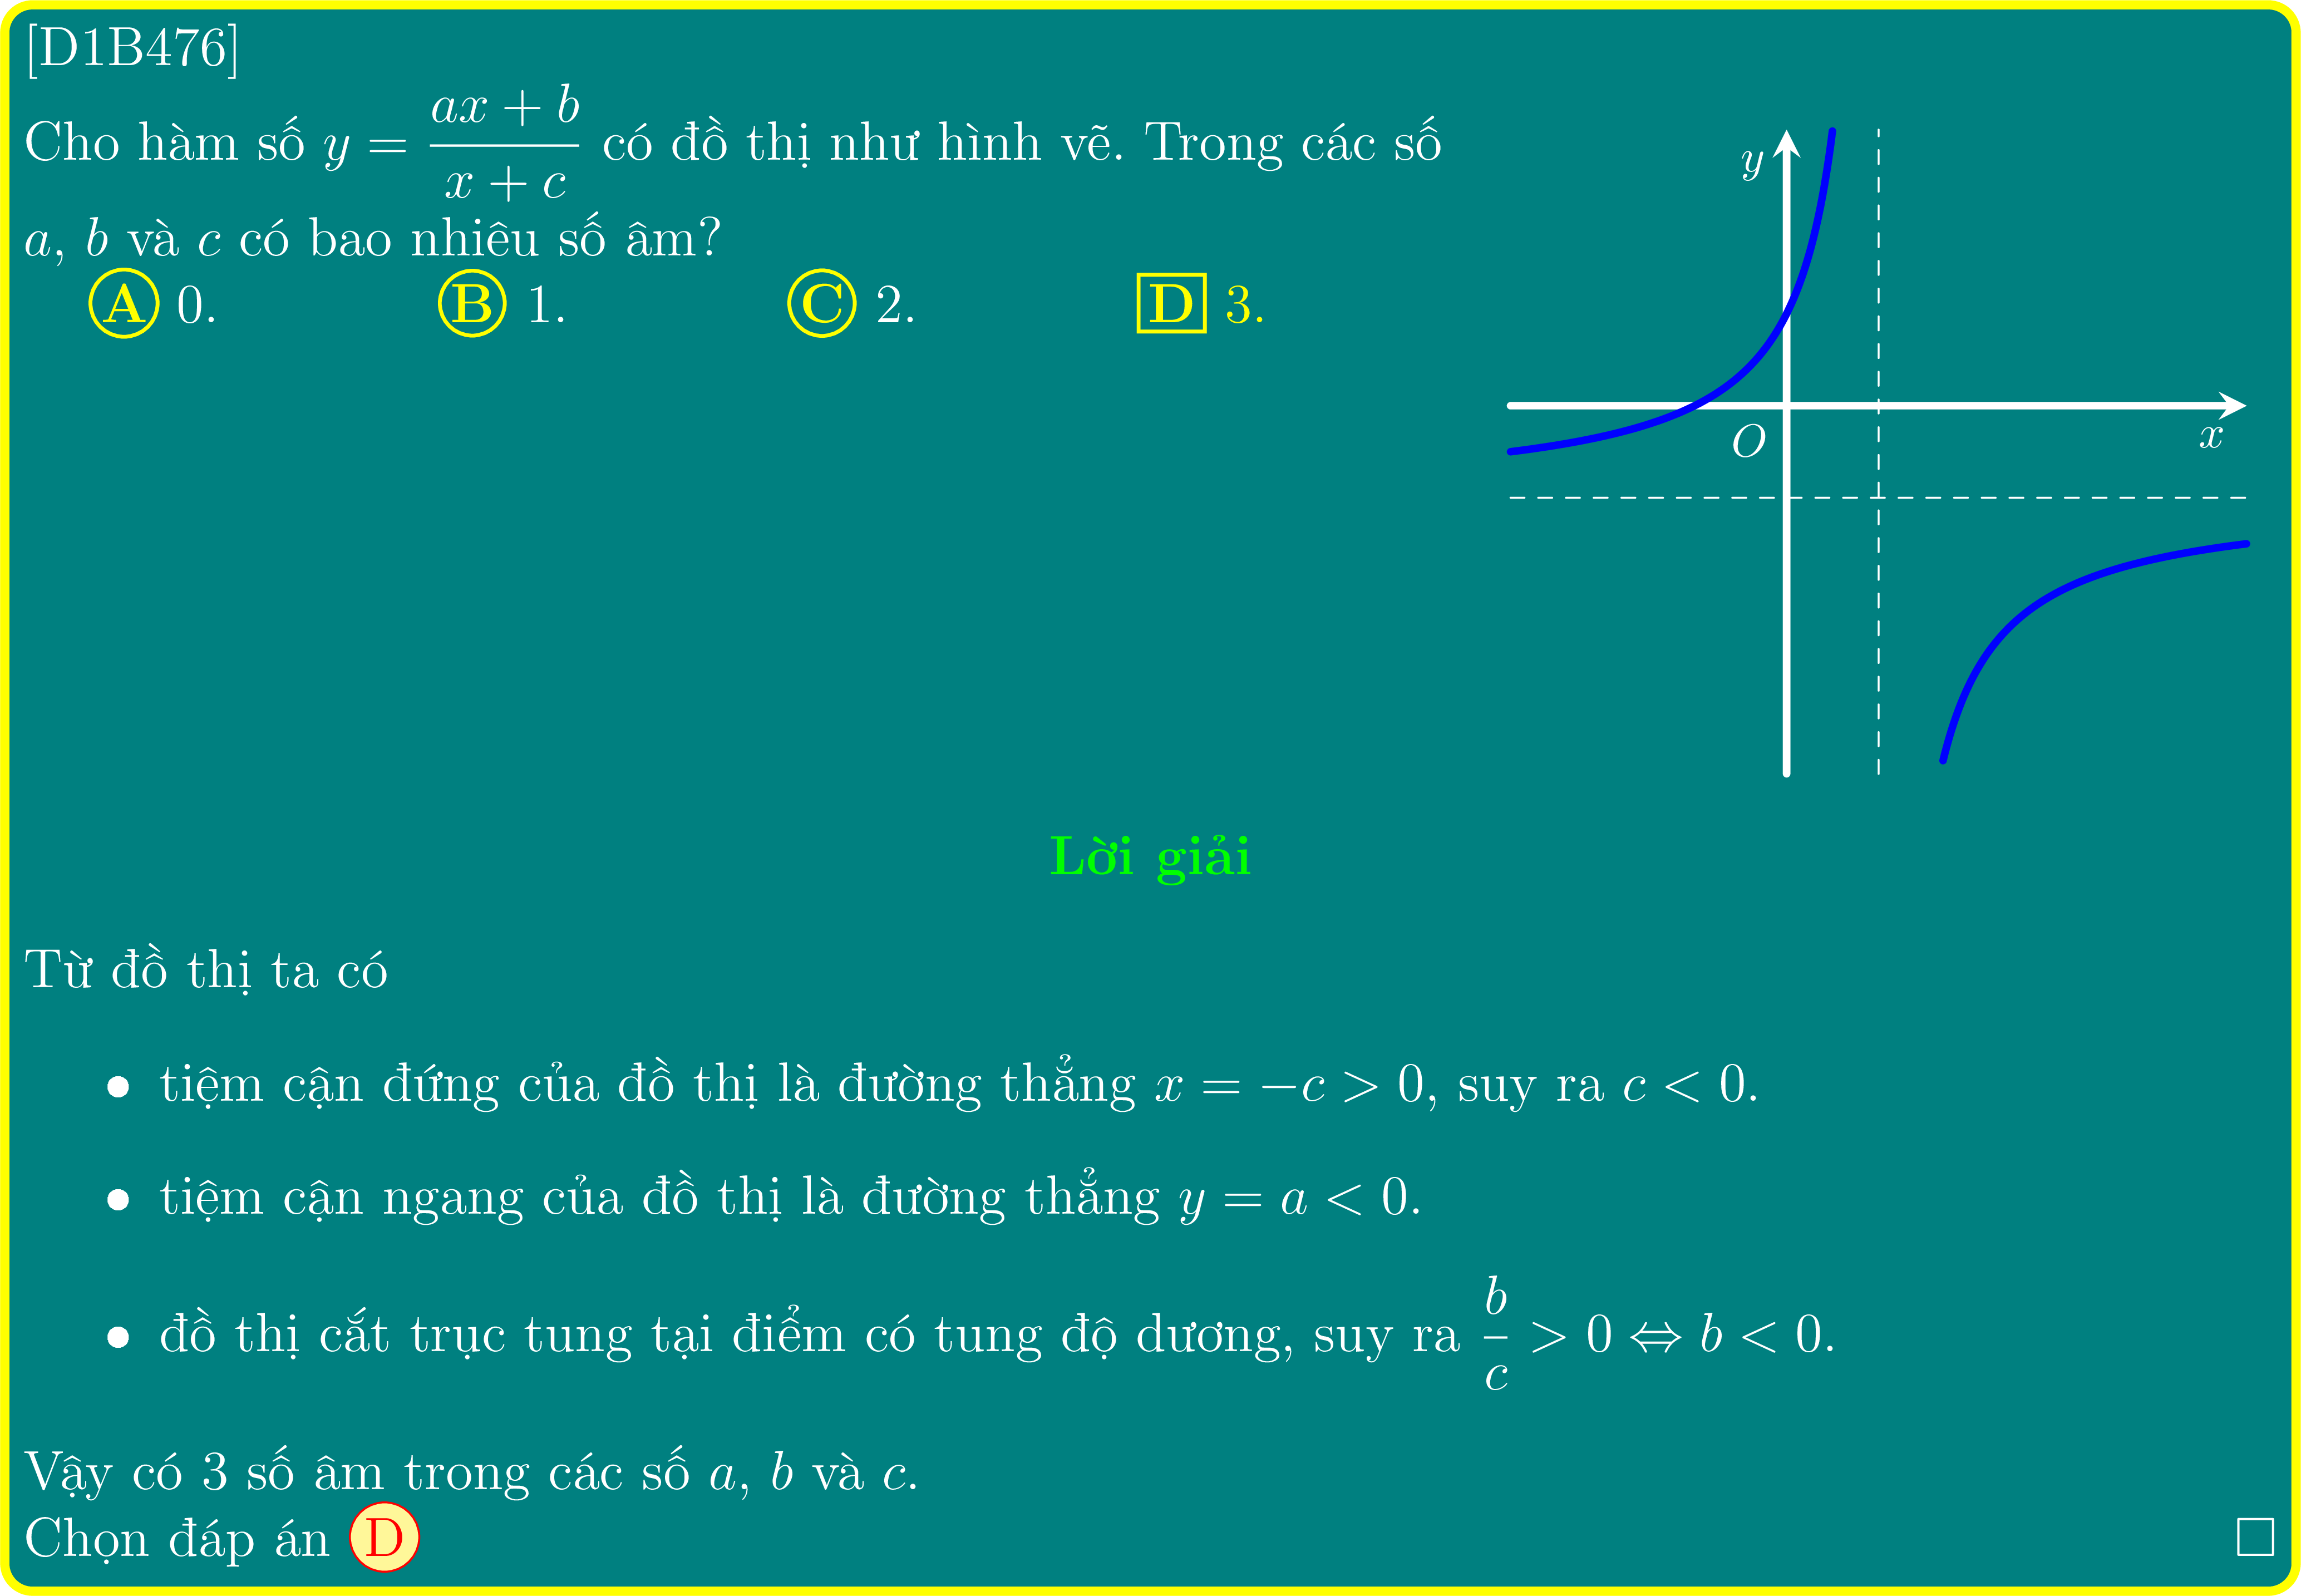 [D1B476]
Cho hàm số y = \frac{ax + b}{x + c} có đồ thị như hình vẽ. Trong các số
a, b và c có bao nhiêu số âm?
A 0. B 1. C 2. D 3.
y
O
x
Lời giải
Từ đồ thị ta có
• tiệm cận đứng của đồ thị là đường thẳng x = −c > 0, suy ra c < 0.
• tiệm cận ngang của đồ thị là đường thẳng y = a < 0.
• đồ thị cắt trục tung tại điểm có tung độ dương, suy ra \frac{b}{c} > 0 ⇔ b < 0.
Vậy có 3 số âm trong các số a, b và c.
Chọn đáp án D □